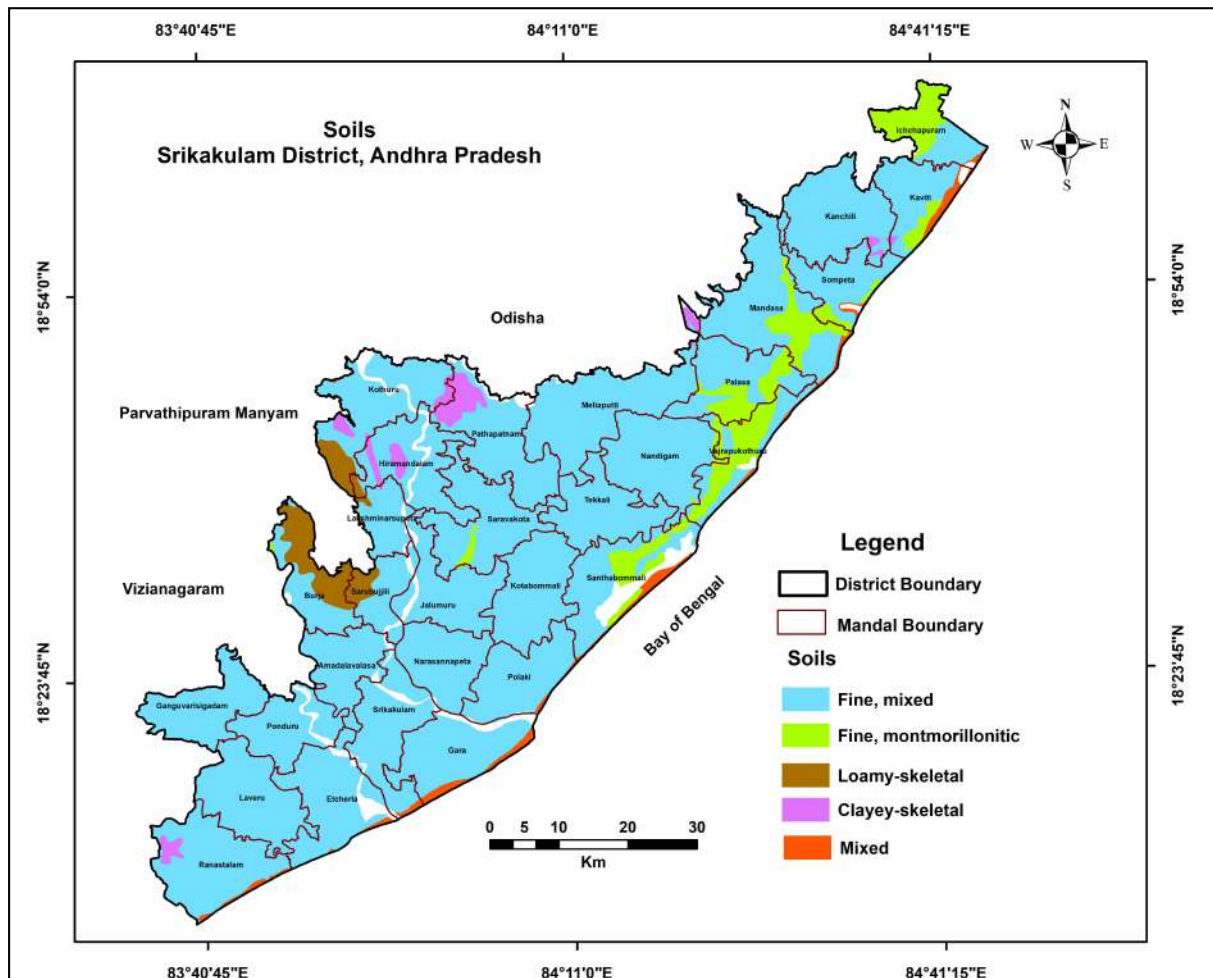 83°40'45"E
84°11'0"E
84°41'15"E
Soils
Srikakulam District, Andhra Pradesh
N
W
E
S
Ichchapuram
Kaviti
Kanchili
Sompeta
18°54'0"N
18°54'0"N
Mandasa
Odisha
Palasa
Kothuru
Meliaputti
Parvathipuram Manyam
Pathapatnam
Vajrapukothuru
Nandigam
Hiramandalam
Tekkali
Saravakota
Legend
District Boundary
Mandal Boundary
Santhabommali
Kotabommali
Vizianagaram
Burja
Sarubujjili
Jalumuru
Bay of Bengal
Soils
Amadalavalasa
Narasannapeta
Polaki
18°23'45"N
18°23'45"N
Fine, mixed
Ganguvarisigadam
Srikakulam
Ponduru
Fine, montmorillonitic
Gara
Loamy-skeletal
Laveru
Etcherla
Clayey-skeletal
0 5 10 20 30
Km
Mixed
Ranastalam
83°40'45"E
84°11'0"E
84°41'15"E